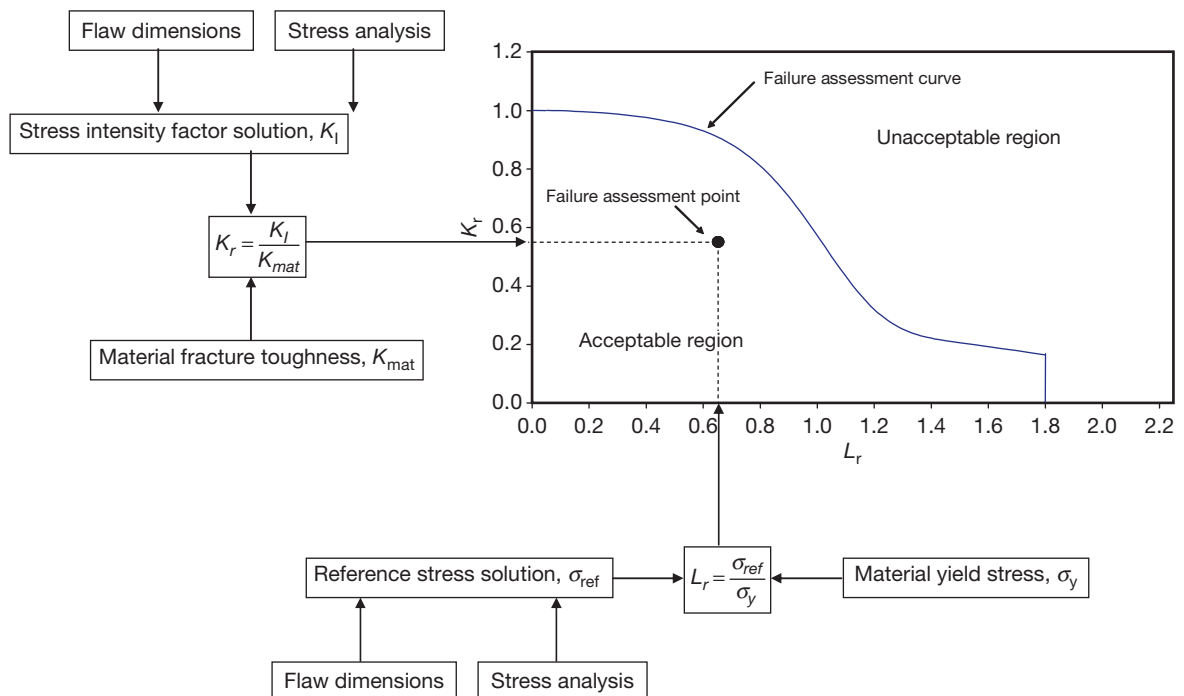 Flaw dimensions
Stress analysis
Stress intensity factor solution, K_I
K_r = K_I / K_mat
Material fracture toughness, K_mat
1.2
1.0
0.8
0.6
0.4
0.2
0.0
K_r
Failure assessment curve
Unacceptable region
Failure assessment point
Acceptable region
0.0 0.2 0.4 0.6 0.8 1.0 1.2 1.4 1.6 1.8 2.0 2.2
L_r
Reference stress solution, σ_ref
L_r = σ_ref / σ_y
Material yield stress, σ_y
Flaw dimensions
Stress analysis